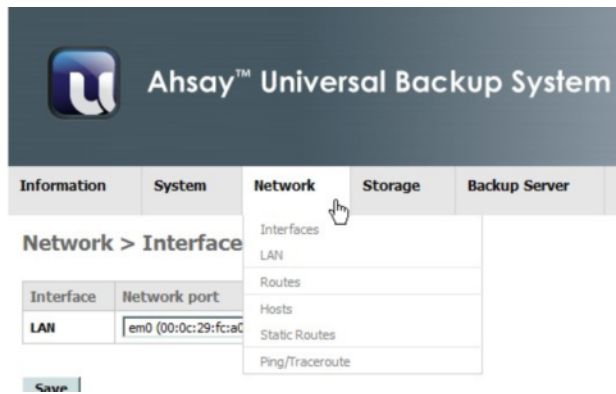 Ahsay™ Universal Backup System
Information System Network Storage Backup Server
Interfaces
LAN
Routes
Hosts
Static Routes
Ping/Traceroute
Network > Interface
Interface Network port
LAN em0 (00:0c:29:fc:a0
Save